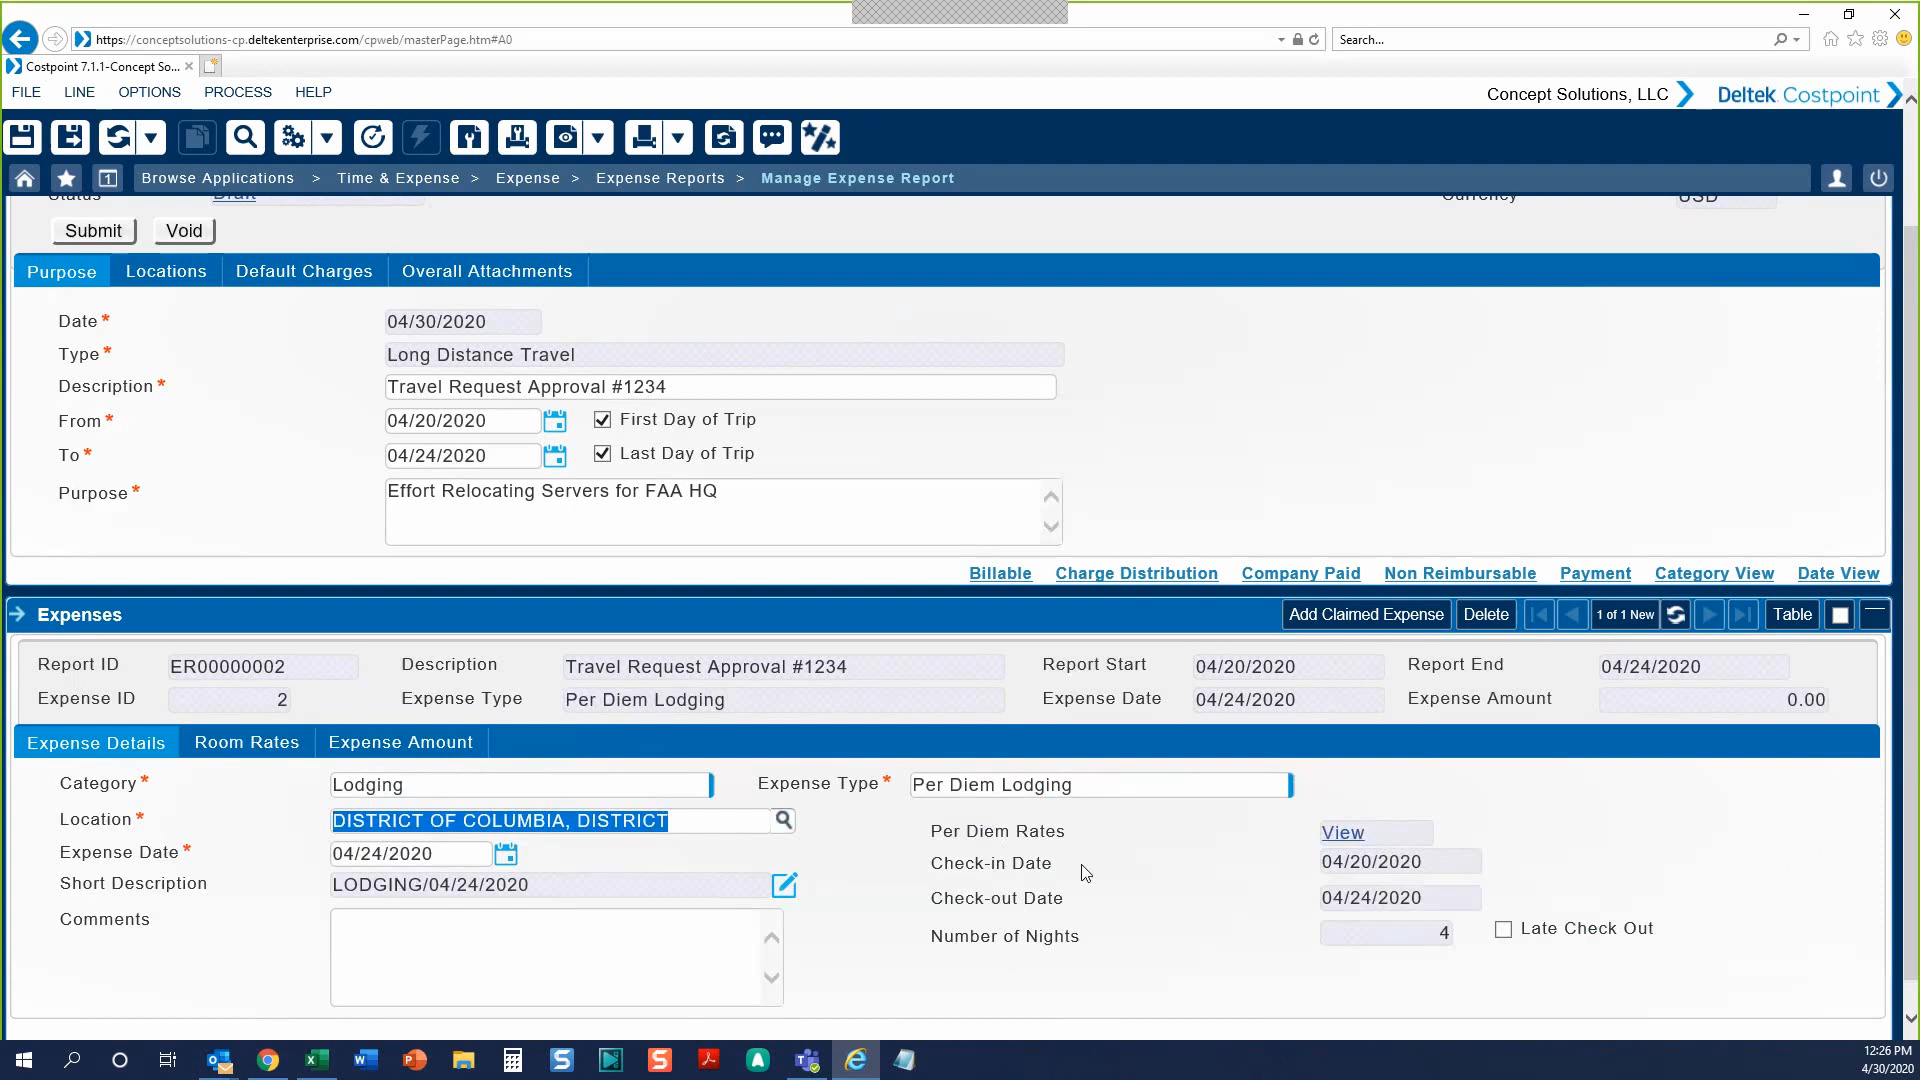 https://conceptsolutions-cp.deltekenterprise.com/cpweb/masterPage.htm#A0
Search...
Costpoint 7.1.1-Concept So...
FILE LINE OPTIONS PROCESS HELP
Concept Solutions, LLC Deltek Costpoint
1 Browse Applications > Time & Expense > Expense > Expense Reports > Manage Expense Report
Status Draft Currency USD
Submit Void
Purpose Locations Default Charges Overall Attachments
Date * 04/30/2020
Type * Long Distance Travel
Description * Travel Request Approval #1234
From * 04/20/2020 First Day of Trip
To * 04/24/2020 Last Day of Trip
Purpose * Effort Relocating Servers for FAA HQ
Billable Charge Distribution Company Paid Non Reimbursable Payment Category View Date View
Expenses Add Claimed Expense Delete 1 of 1 New Table
Report ID ER00000002 Description Travel Request Approval #1234 Report Start 04/20/2020 Report End 04/24/2020
Expense ID 2 Expense Type Per Diem Lodging Expense Date 04/24/2020 Expense Amount 0.00
Expense Details Room Rates Expense Amount
Category * Lodging Expense Type * Per Diem Lodging
Location * DISTRICT OF COLUMBIA, DISTRICT
Per Diem Rates View
Expense Date * 04/24/2020
Check-in Date 04/20/2020
Short Description LODGING/04/24/2020
Check-out Date 04/24/2020
Comments
Number of Nights 4 Late Check Out
12:26 PM
4/30/2020